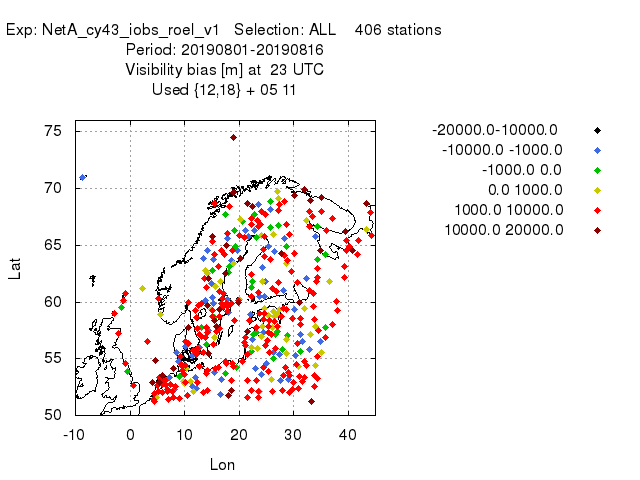 Exp: NetA_cy43_iobs_roel_v1 Selection: ALL 406 stations
Period: 20190801-20190816
Visibility bias [m] at 23 UTC
Used {12,18} + 05 11
-20000.0-10000.0
-10000.0 -1000.0
-1000.0 0.0
0.0 1000.0
1000.0 10000.0
10000.0 20000.0
75
70
65
60
55
50
Lat
-10 0 10 20 30 40
Lon